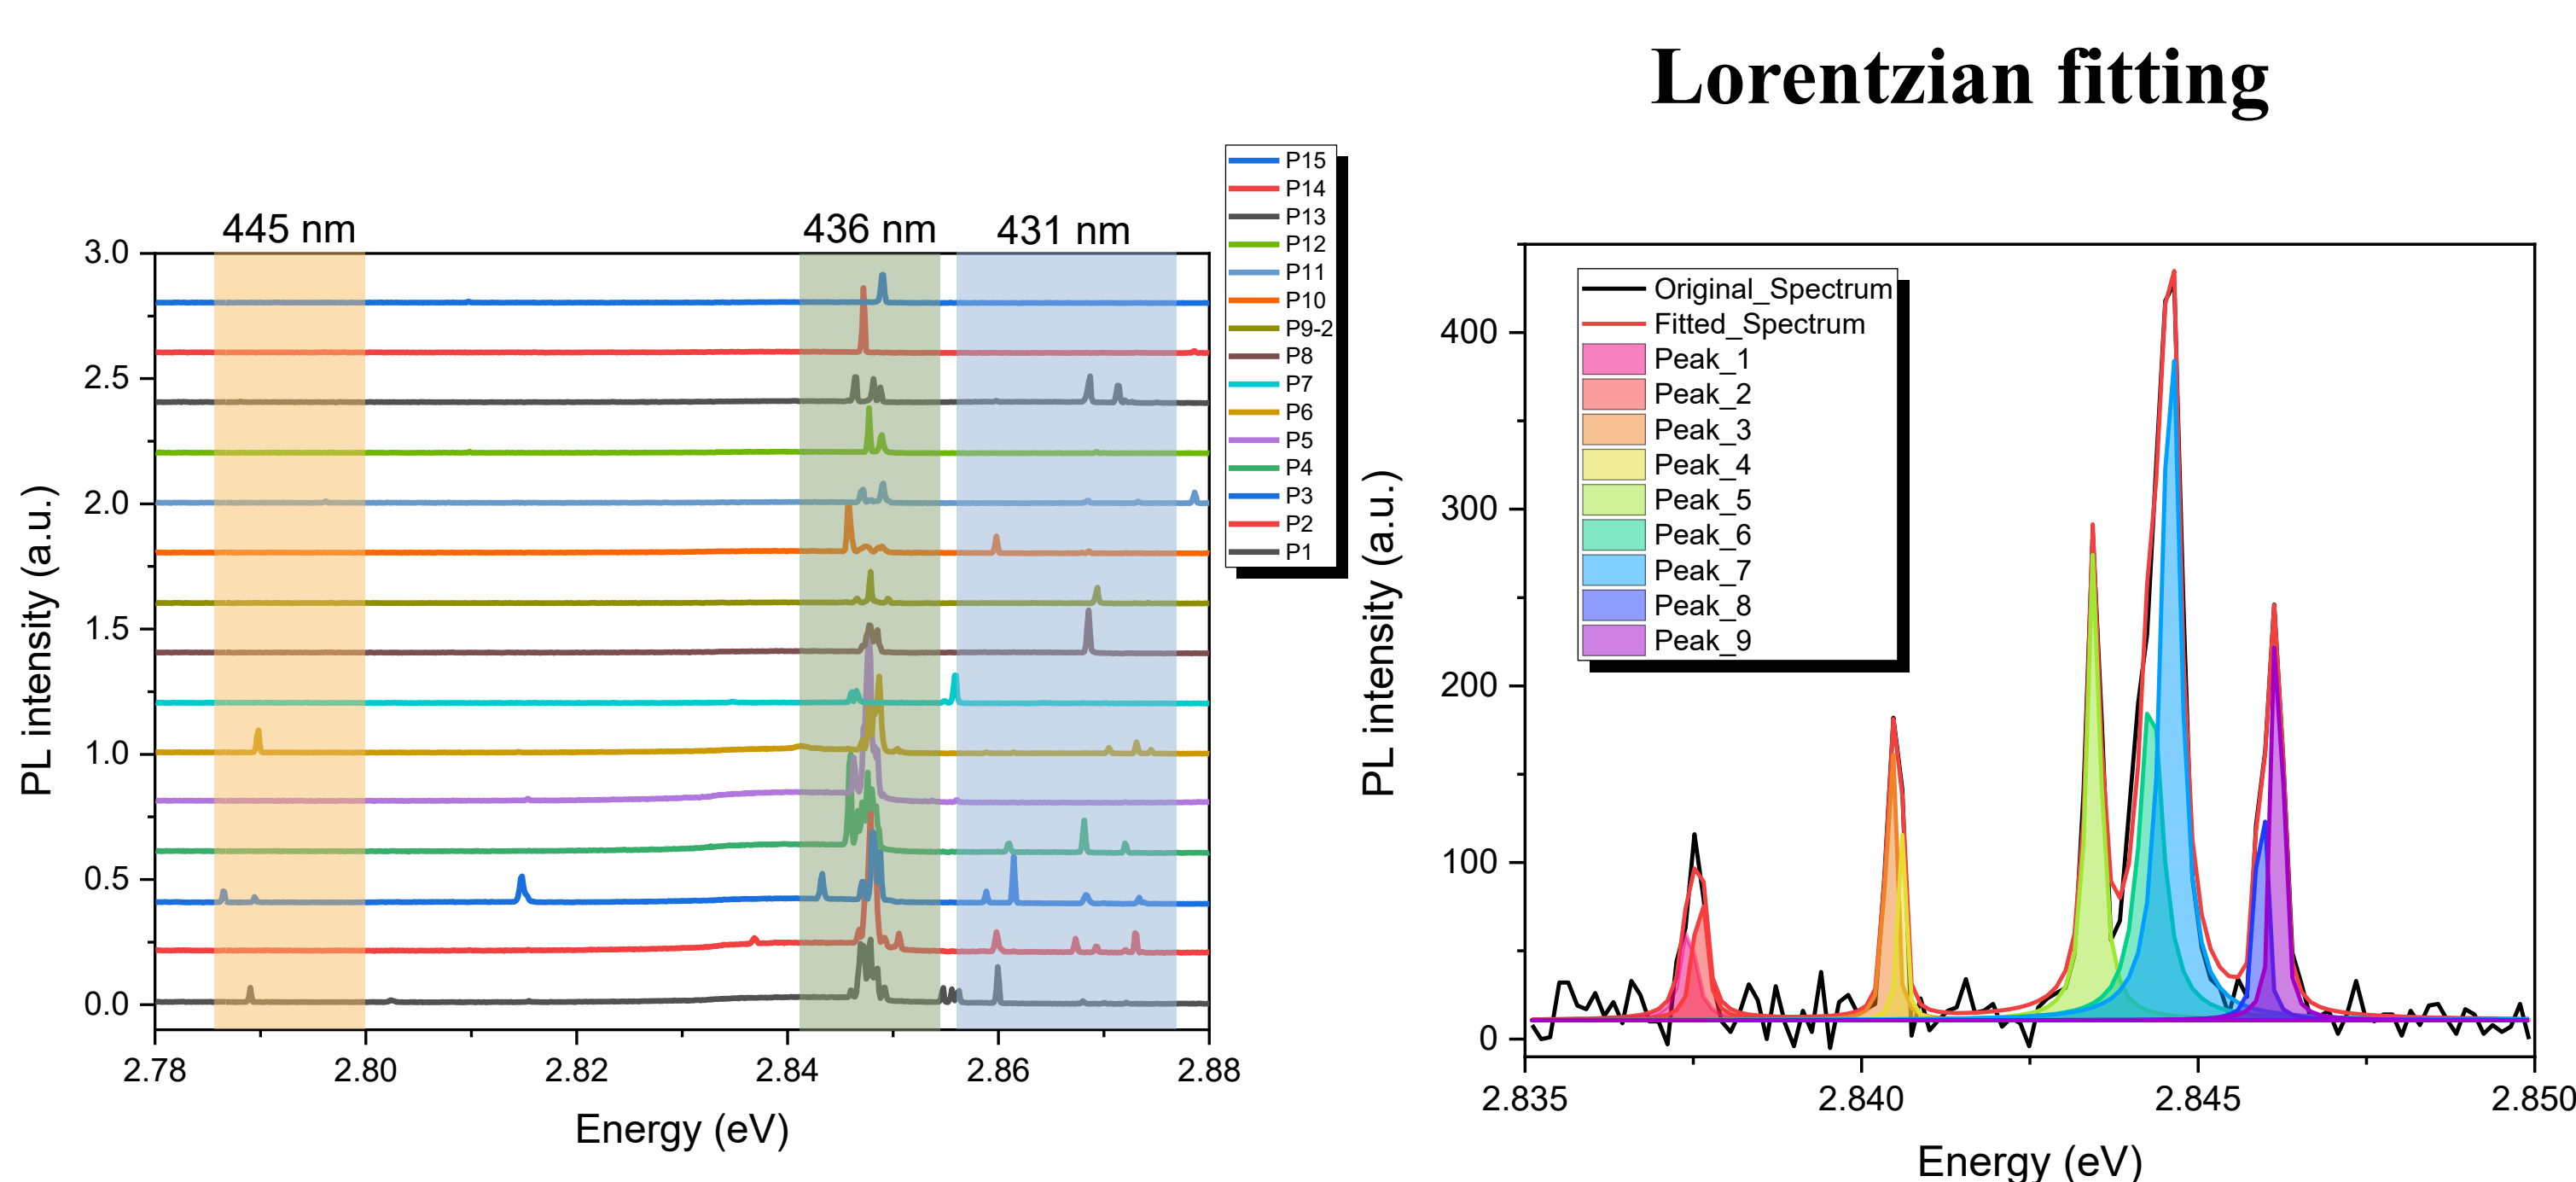 Lorentzian fitting
445 nm
436 nm
431 nm
P15
P14
P13
P12
P11
P10
P9-2
P8
P7
P6
P5
P4
P3
P2
P1
3.0
2.5
2.0
1.5
1.0
0.5
0.0
PL intensity (a.u.)
2.78
2.80
2.82
2.84
2.86
2.88
Energy (eV)
Original_Spectrum
Fitted_Spectrum
Peak_1
Peak_2
Peak_3
Peak_4
Peak_5
Peak_6
Peak_7
Peak_8
Peak_9
400
300
200
100
0
PL intensity (a.u.)
2.835
2.840
2.845
2.850
Energy (eV)